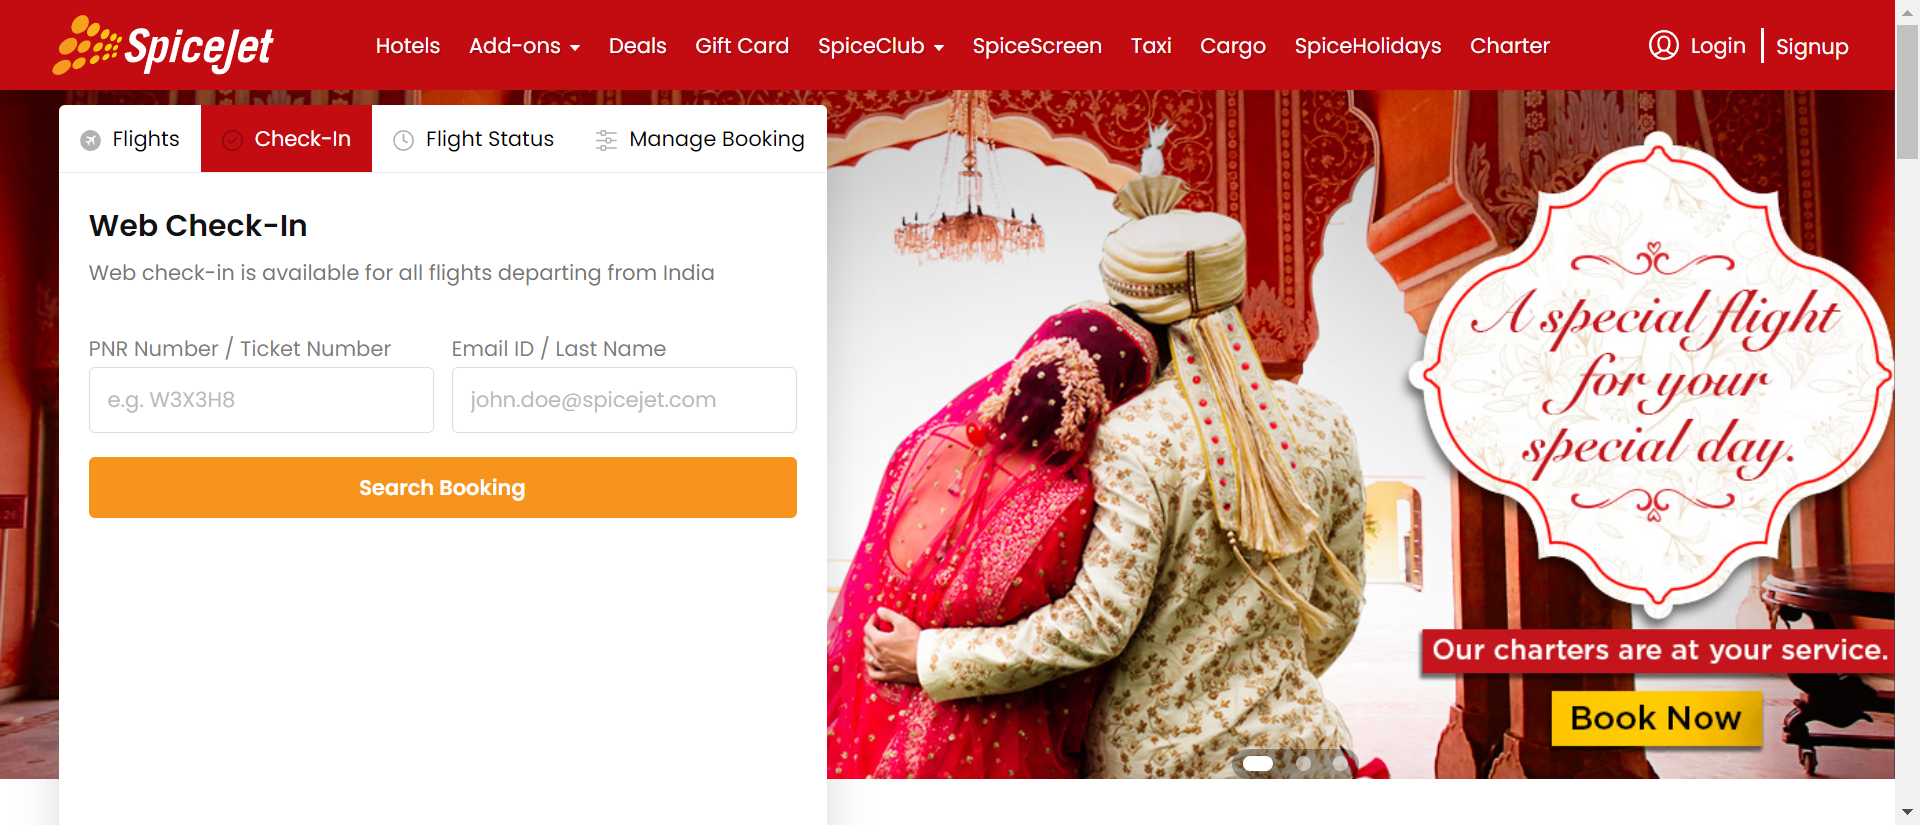 SpiceJet
Hotels Add-ons Deals Gift Card SpiceClub SpiceScreen Taxi Cargo SpiceHolidays Charter Login Signup
Flights Check-In Flight Status Manage Booking
Web Check-In
Web check-in is available for all flights departing from India
PNR Number / Ticket Number Email ID / Last Name
e.g. W3X3H8 john.doe@spicejet.com
Search Booking
A special flight
for your
special day.
Our charters are at your service.
Book Now